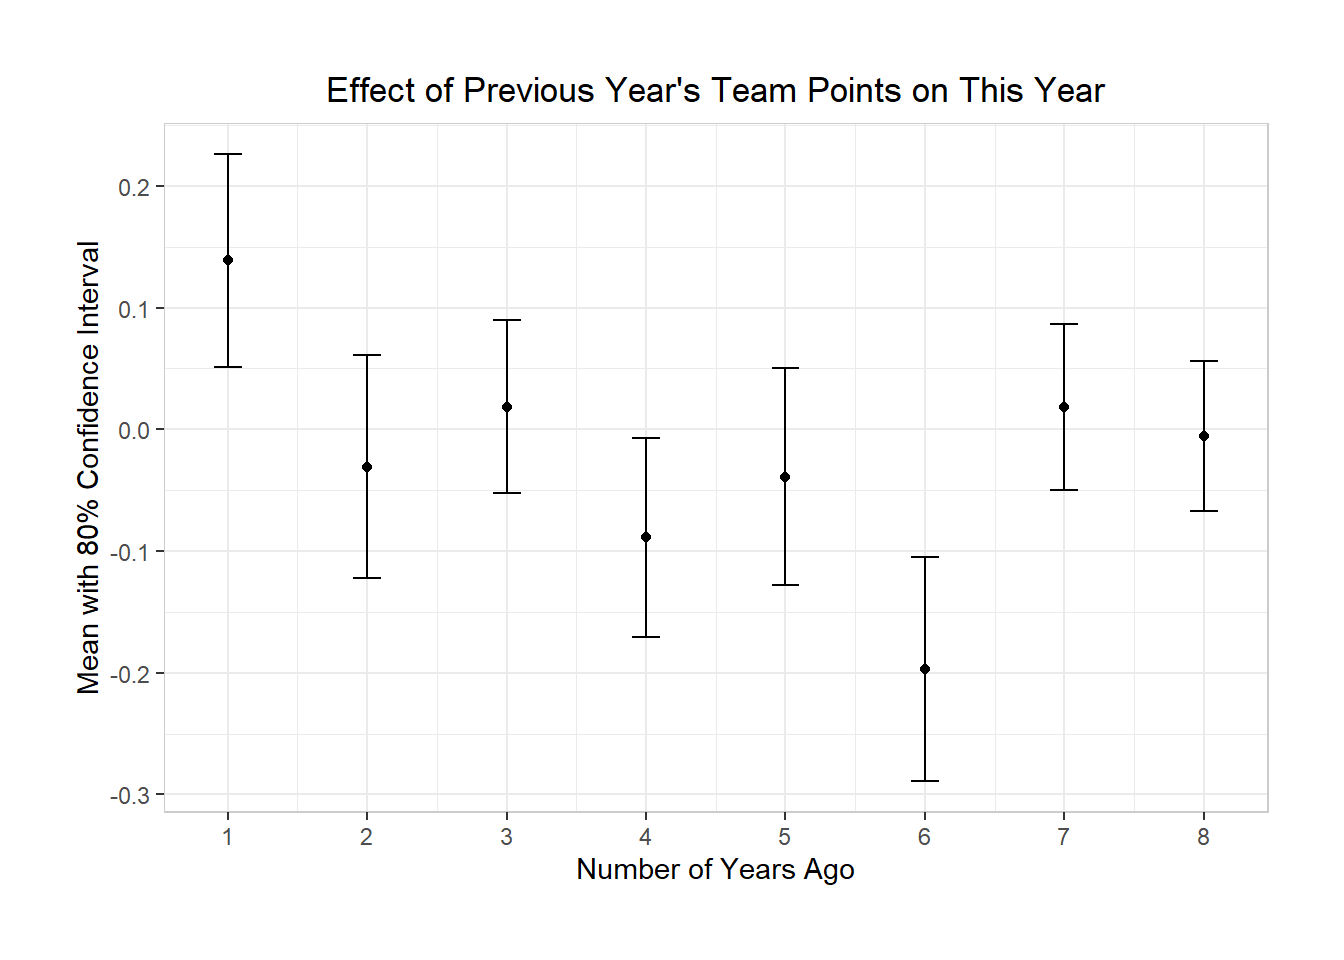 Effect of Previous Year's Team Points on This Year
Mean with 80% Confidence Interval
0.2
0.1
0.0
-0.1
-0.2
-0.3
1 2 3 4 5 6 7 8
Number of Years Ago